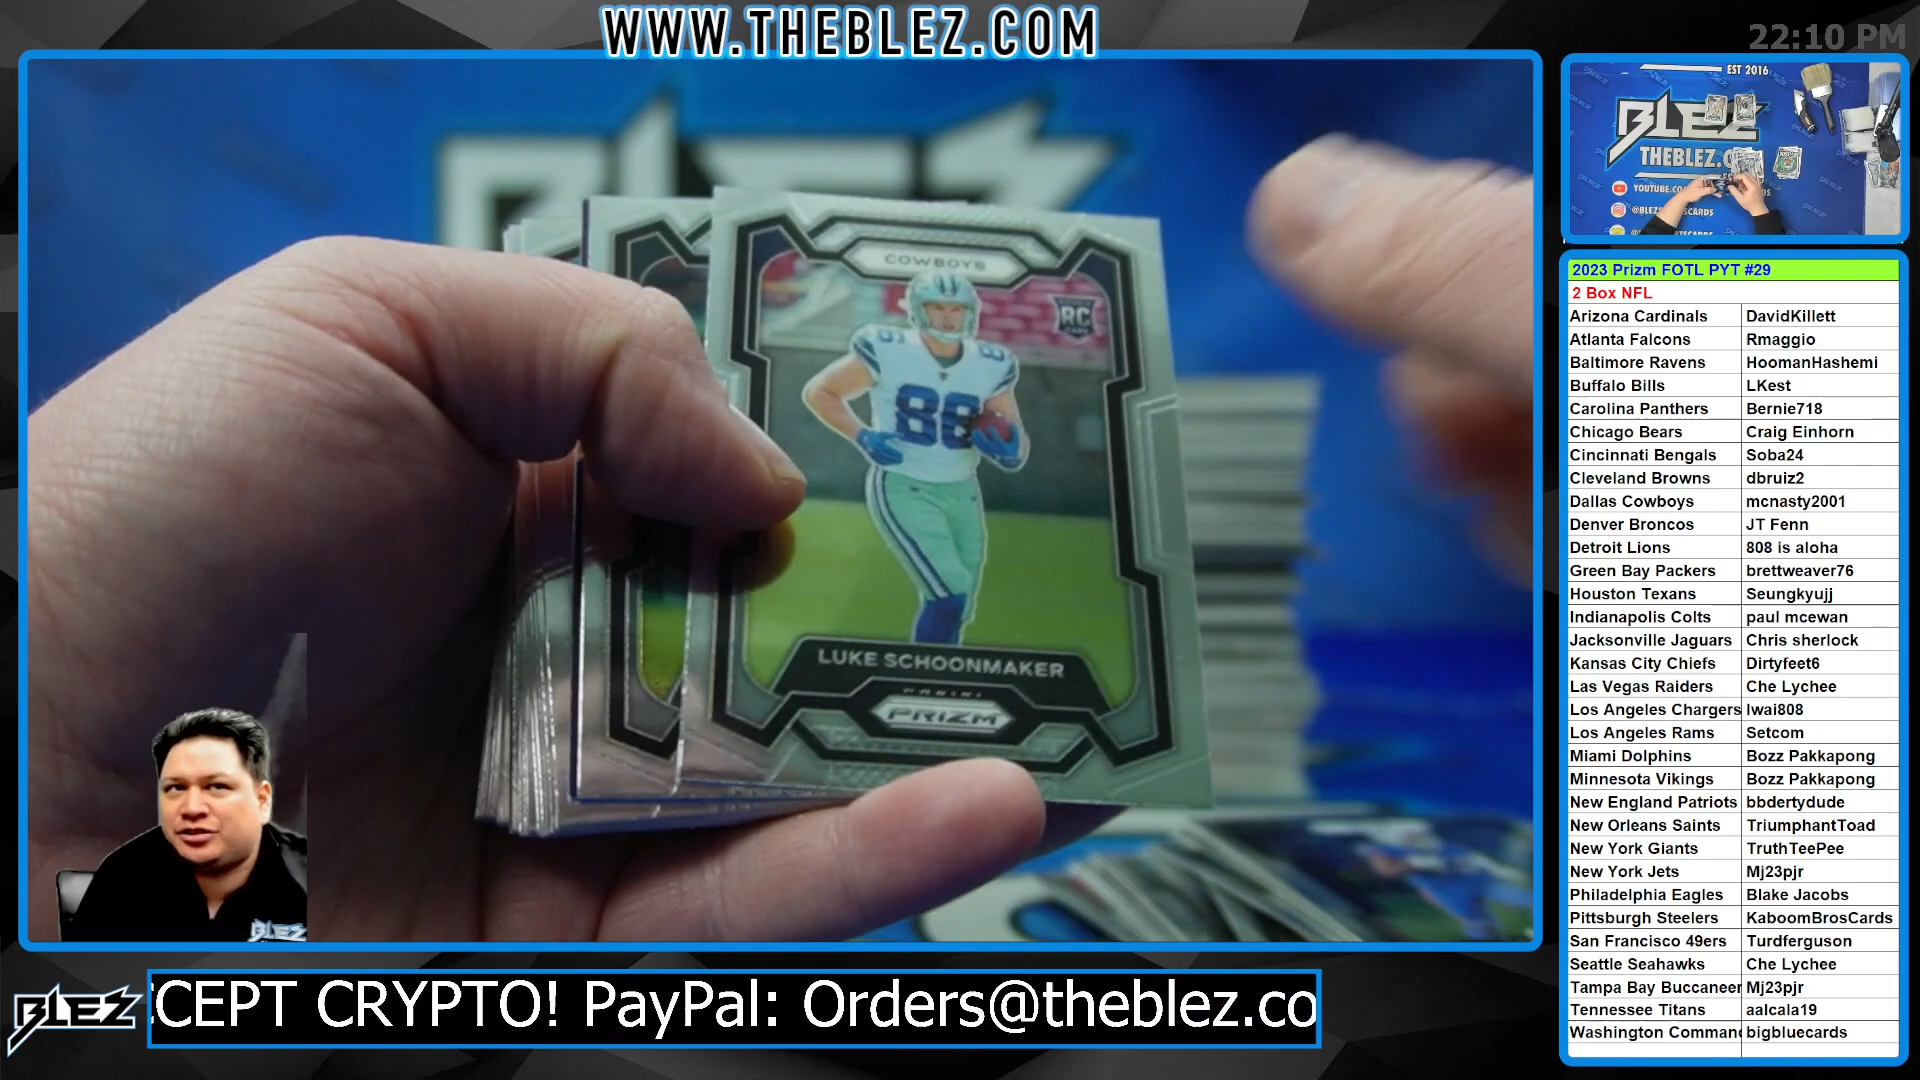 WWW.THEBLEZ.COM
22:10 PM
EST 2016
BLEZ
THEBLEZ.C
YOUTUBE.CO
COWBOYS
RC
86
88
LUKE SCHOONMAKER
PANINI
PRIZM
BLEZ
2023 Prizm FOTL PYT #29
2 Box NFL
Arizona Cardinals DavidKillett
Atlanta Falcons Rmaggio
Baltimore Ravens HoomanHashemi
Buffalo Bills LKest
Carolina Panthers Bernie718
Chicago Bears Craig Einhorn
Cincinnati Bengals Soba24
Cleveland Browns dbruiz2
Dallas Cowboys mcnasty2001
Denver Broncos JT Fenn
Detroit Lions 808 is aloha
Green Bay Packers brettweaver76
Houston Texans Seungkyujj
Indianapolis Colts paul mcewan
Jacksonville Jaguars Chris sherlock
Kansas City Chiefs Dirtyfeet6
Las Vegas Raiders Che Lychee
Los Angeles Chargers Iwai808
Los Angeles Rams Setcom
Miami Dolphins Bozz Pakkapong
Minnesota Vikings Bozz Pakkapong
New England Patriots bbdertydude
New Orleans Saints TriumphantToad
New York Giants TruthTeePee
New York Jets Mj23pjr
Philadelphia Eagles Blake Jacobs
Pittsburgh Steelers KaboomBrosCards
San Francisco 49ers Turdferguson
Seattle Seahawks Che Lychee
Tampa Bay Buccaneer Mj23pjr
Tennessee Titans aalcala19
Washington Command bigbluecards
BLEZ
CEPT CRYPTO! PayPal: Orders@theblez.co